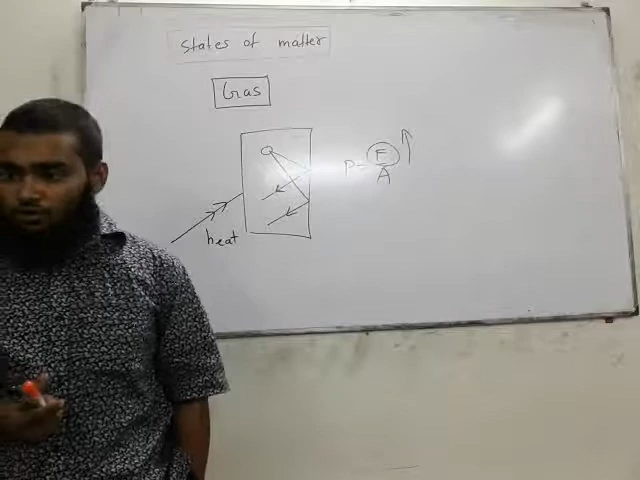 States of matter
Gas
P = F/A ↑
heat